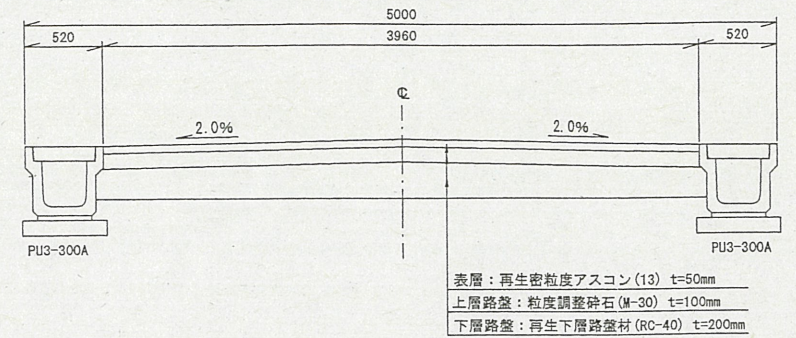 5000
520 3960 520
℄
2.0% 2.0%
PU3-300A PU3-300A
表層：再生密粒度アスコン(13) t=50mm
上層路盤：粒度調整砕石(M-30) t=100mm
下層路盤：再生下層路盤材(RC-40) t=200mm